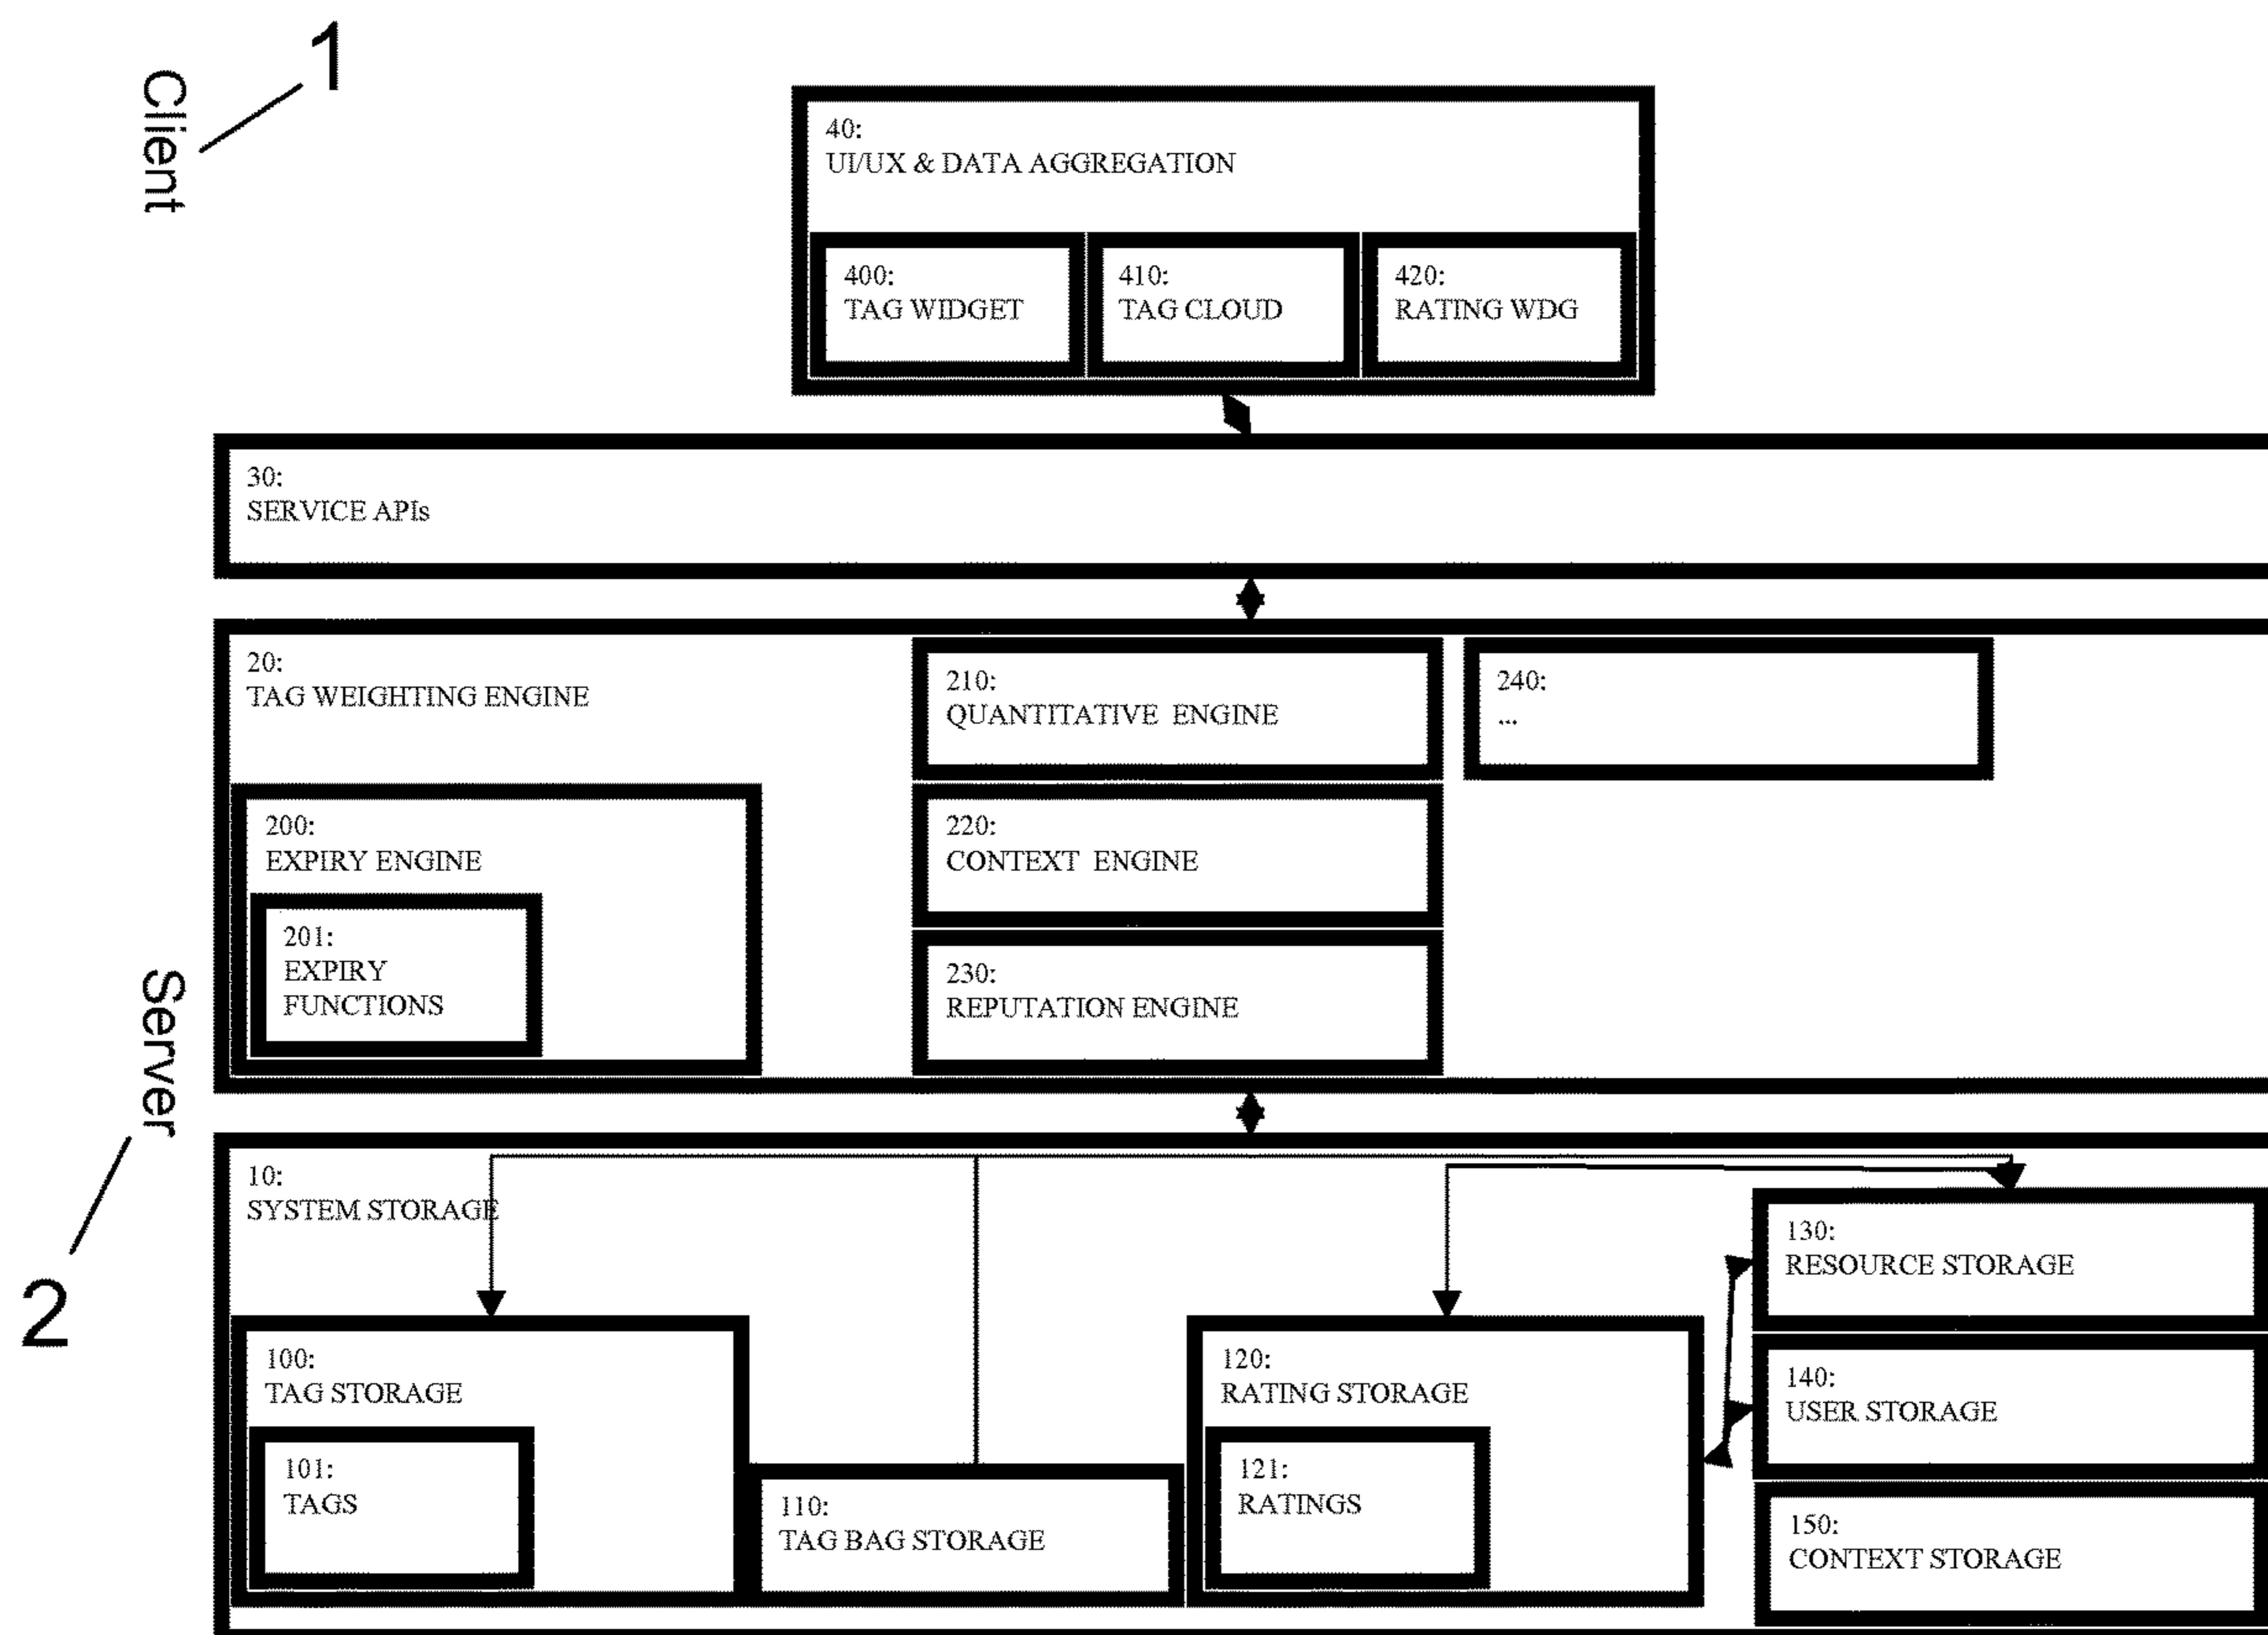 1
Client
40:
UI/UX & DATA AGGREGATION
400:
TAG WIDGET
410:
TAG CLOUD
420:
RATING WDG
30:
SERVICE APIs
20:
TAG WEIGHTING ENGINE
210:
QUANTITATIVE ENGINE
240:
...
200:
EXPIRY ENGINE
220:
CONTEXT ENGINE
201:
EXPIRY
FUNCTIONS
230:
REPUTATION ENGINE
Server
2
10:
SYSTEM STORAGE
130:
RESOURCE STORAGE
100:
TAG STORAGE
120:
RATING STORAGE
140:
USER STORAGE
101:
TAGS
110:
TAG BAG STORAGE
121:
RATINGS
150:
CONTEXT STORAGE